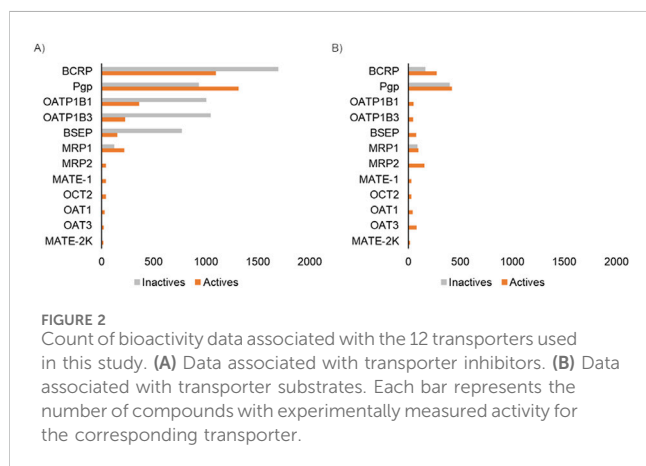 A)
BCRP
Pgp
OATP1B1
OATP1B3
BSEP
MRP1
MRP2
MATE-1
OCT2
OAT1
OAT3
MATE-2K
0 500 1000 1500 2000
Inactives Actives
B)
BCRP
Pgp
OATP1B1
OATP1B3
BSEP
MRP1
MRP2
MATE-1
OCT2
OAT1
OAT3
MATE-2K
0 500 1000 1500 2000
Inactives Actives
FIGURE 2
Count of bioactivity data associated with the 12 transporters used
in this study. (A) Data associated with transporter inhibitors. (B) Data
associated with transporter substrates. Each bar represents the
number of compounds with experimentally measured activity for
the corresponding transporter.